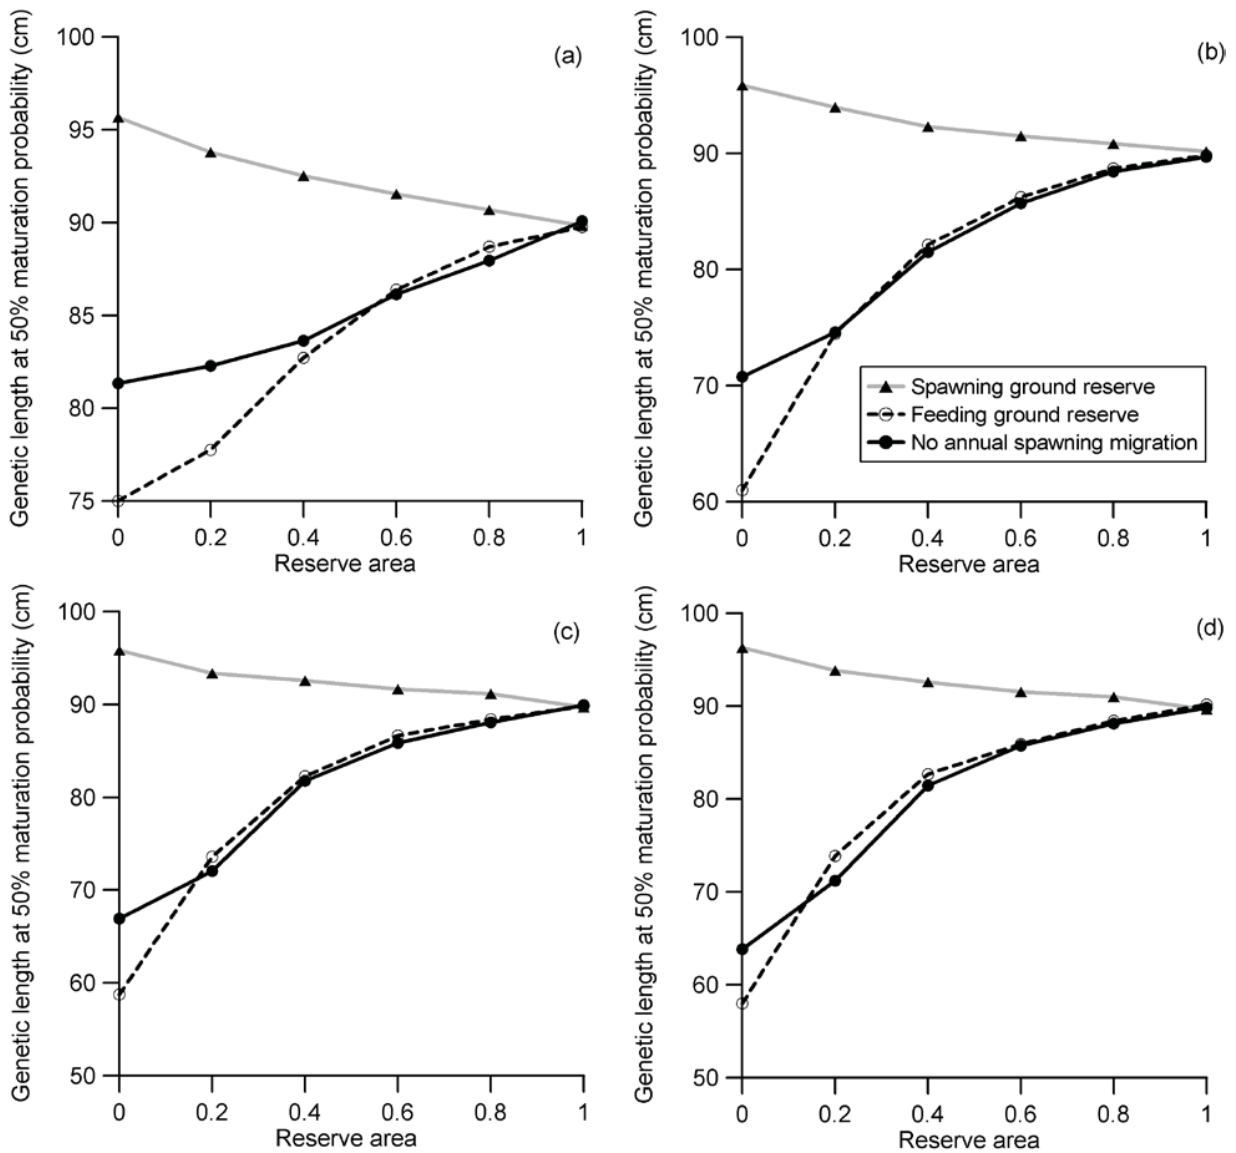 Genetic length at 50% maturation probability (cm)
100
95
90
85
80
75
(a)
0 0.2 0.4 0.6 0.8 1
Reserve area
Genetic length at 50% maturation probability (cm)
100
90
80
70
60
(b)
Spawning ground reserve
Feeding ground reserve
No annual spawning migration
0 0.2 0.4 0.6 0.8 1
Reserve area
Genetic length at 50% maturation probability (cm)
100
90
80
70
60
50
(c)
0 0.2 0.4 0.6 0.8 1
Reserve area
Genetic length at 50% maturation probability (cm)
100
90
80
70
60
50
(d)
0 0.2 0.4 0.6 0.8 1
Reserve area